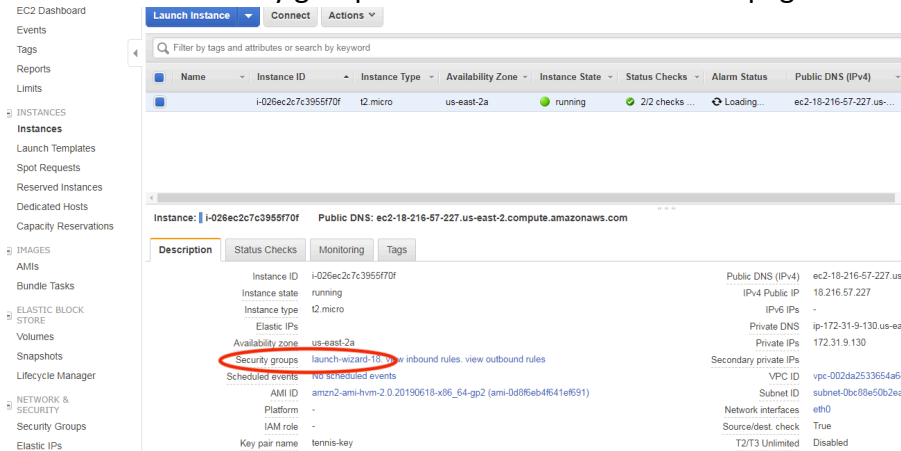 EC2 Dashboard
Events
Tags
Reports
Limits
INSTANCES
Instances
Launch Templates
Spot Requests
Reserved Instances
Dedicated Hosts
Capacity Reservations
IMAGES
AMIs
Bundle Tasks
ELASTIC BLOCK
STORE
Volumes
Snapshots
Lifecycle Manager
NETWORK &
SECURITY
Security Groups
Elastic IPs
Launch Instance Connect Actions
Filter by tags and attributes or search by keyword
Name Instance ID Instance Type Availability Zone Instance State Status Checks Alarm Status Public DNS (IPv4)
i-026ec2c7c3955f70f t2.micro us-east-2a running 2/2 checks ... Loading... ec2-18-216-57-227.us-...
Instance: i-026ec2c7c3955f70f Public DNS: ec2-18-216-57-227.us-east-2.compute.amazonaws.com
Description Status Checks Monitoring Tags
Instance ID i-026ec2c7c3955f70f
Instance state running
Instance type t2.micro
Elastic IPs
Availability zone us-east-2a
Security groups launch-wizard-18. view inbound rules. view outbound rules
Scheduled events No scheduled events
AMI ID amzn2-ami-hvm-2.0.20190618-x86_64-gp2 (ami-0d8f6eb4f641ef691)
Platform -
IAM role -
Key pair name tennis-key
Public DNS (IPv4) ec2-18-216-57-227.us
IPv4 Public IP 18.216.57.227
IPv6 IPs -
Private DNS ip-172-31-9-130.us-ea
Private IPs 172.31.9.130
Secondary private IPs
VPC ID vpc-002da2533654a6
Subnet ID subnet-0bc88e50b2ea
Network interfaces eth0
Source/dest. check True
T2/T3 Unlimited Disabled